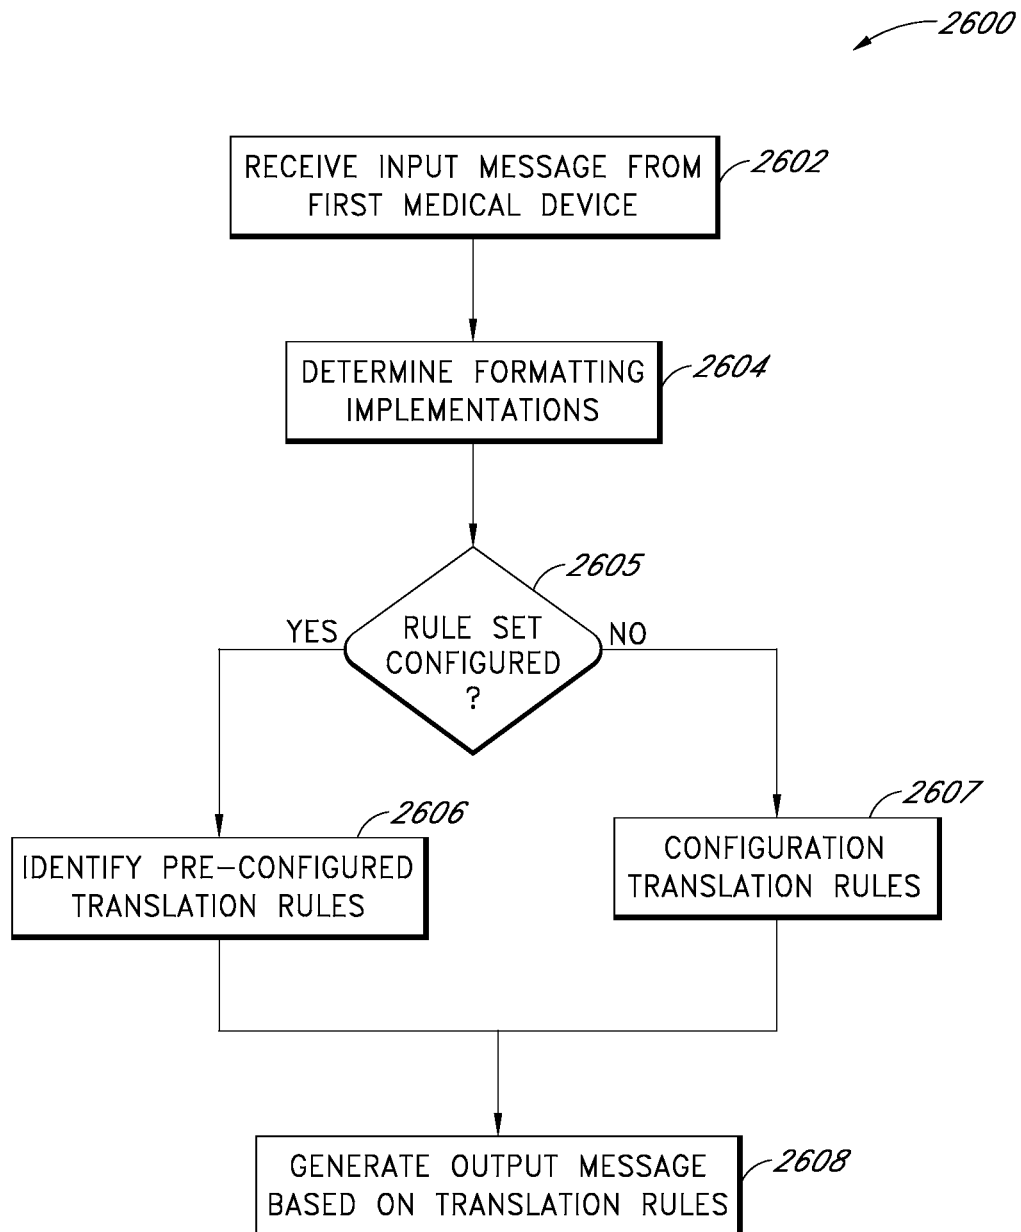 2600
RECEIVE INPUT MESSAGE FROM
FIRST MEDICAL DEVICE
2602
DETERMINE FORMATTING
IMPLEMENTATIONS
2604
2605
YES
RULE SET
CONFIGURED
?
NO
2606
IDENTIFY PRE-CONFIGURED
TRANSLATION RULES
2607
CONFIGURATION
TRANSLATION RULES
GENERATE OUTPUT MESSAGE
BASED ON TRANSLATION RULES
2608